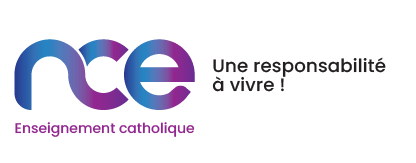 nce
Enseignement catholique
Une responsabilité
à vivre !